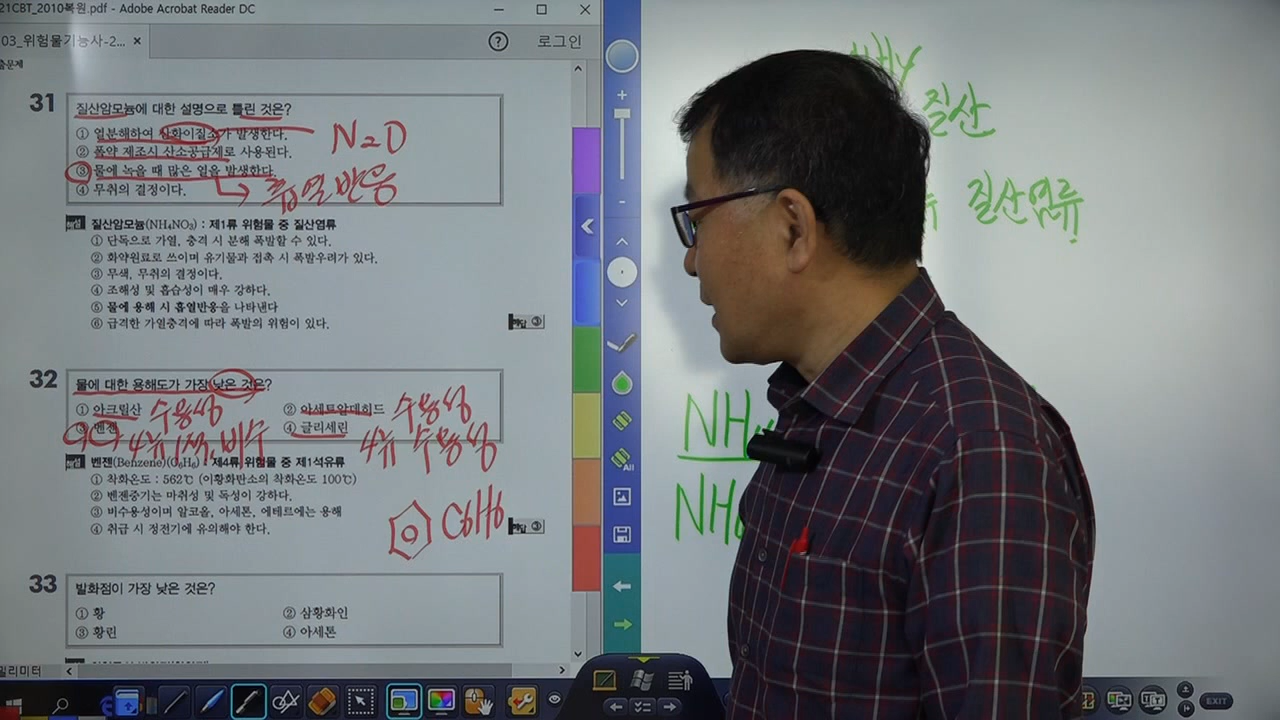 21CBT_2010복원.pdf - Adobe Acrobat Reader DC
03_위험물기능사-2... ×
로그인
출문제
31 질산암모늄에 대한 설명으로 틀린 것은?
① 열분해하여 산화이질소가 발생한다.
N2O
② 폭약 제조시 산소공급제로 사용된다.
③ 물에 녹을 때 많은 열을 발생한다.
흡열반응
④ 무취의 결정이다.
해설 질산암모늄(NH₄NO₃) : 제1류 위험물 중 질산염류
① 단독으로 가열, 충격 시 분해 폭발할 수 있다.
② 화약원료로 쓰이며 유기물과 접촉 시 폭발우려가 있다.
③ 무색, 무취의 결정이다.
④ 조해성 및 흡습성이 매우 강하다.
⑤ 물에 용해 시 흡열반응을 나타낸다
⑥ 급격한 가열충격에 따라 폭발의 위험이 있다.
해답 ③
32 물에 대한 용해도가 가장 낮은 것은?
① 아크릴산 수용성 ② 아세트알데히드 수용성
③ 벤젠 4류 1석, 비수 ④ 글리세린 4류 수용성
해설 벤젠(Benzene)(C₆H₆) : 제4류 위험물 중 제1석유류
① 착화온도 : 562℃ (이황화탄소의 착화온도 100℃)
② 벤젠증기는 마취성 및 독성이 강하다.
③ 비수용성이며 알코올, 아세톤, 에테르에는 용해
④ 취급 시 정전기에 유의해야 한다.
C6H6
해답 ③
33 발화점이 가장 낮은 것은?
① 황 ② 삼황화인
③ 황린 ④ 아세톤
밀리미터
All
질산
질산염류
NH4
NH
EXIT